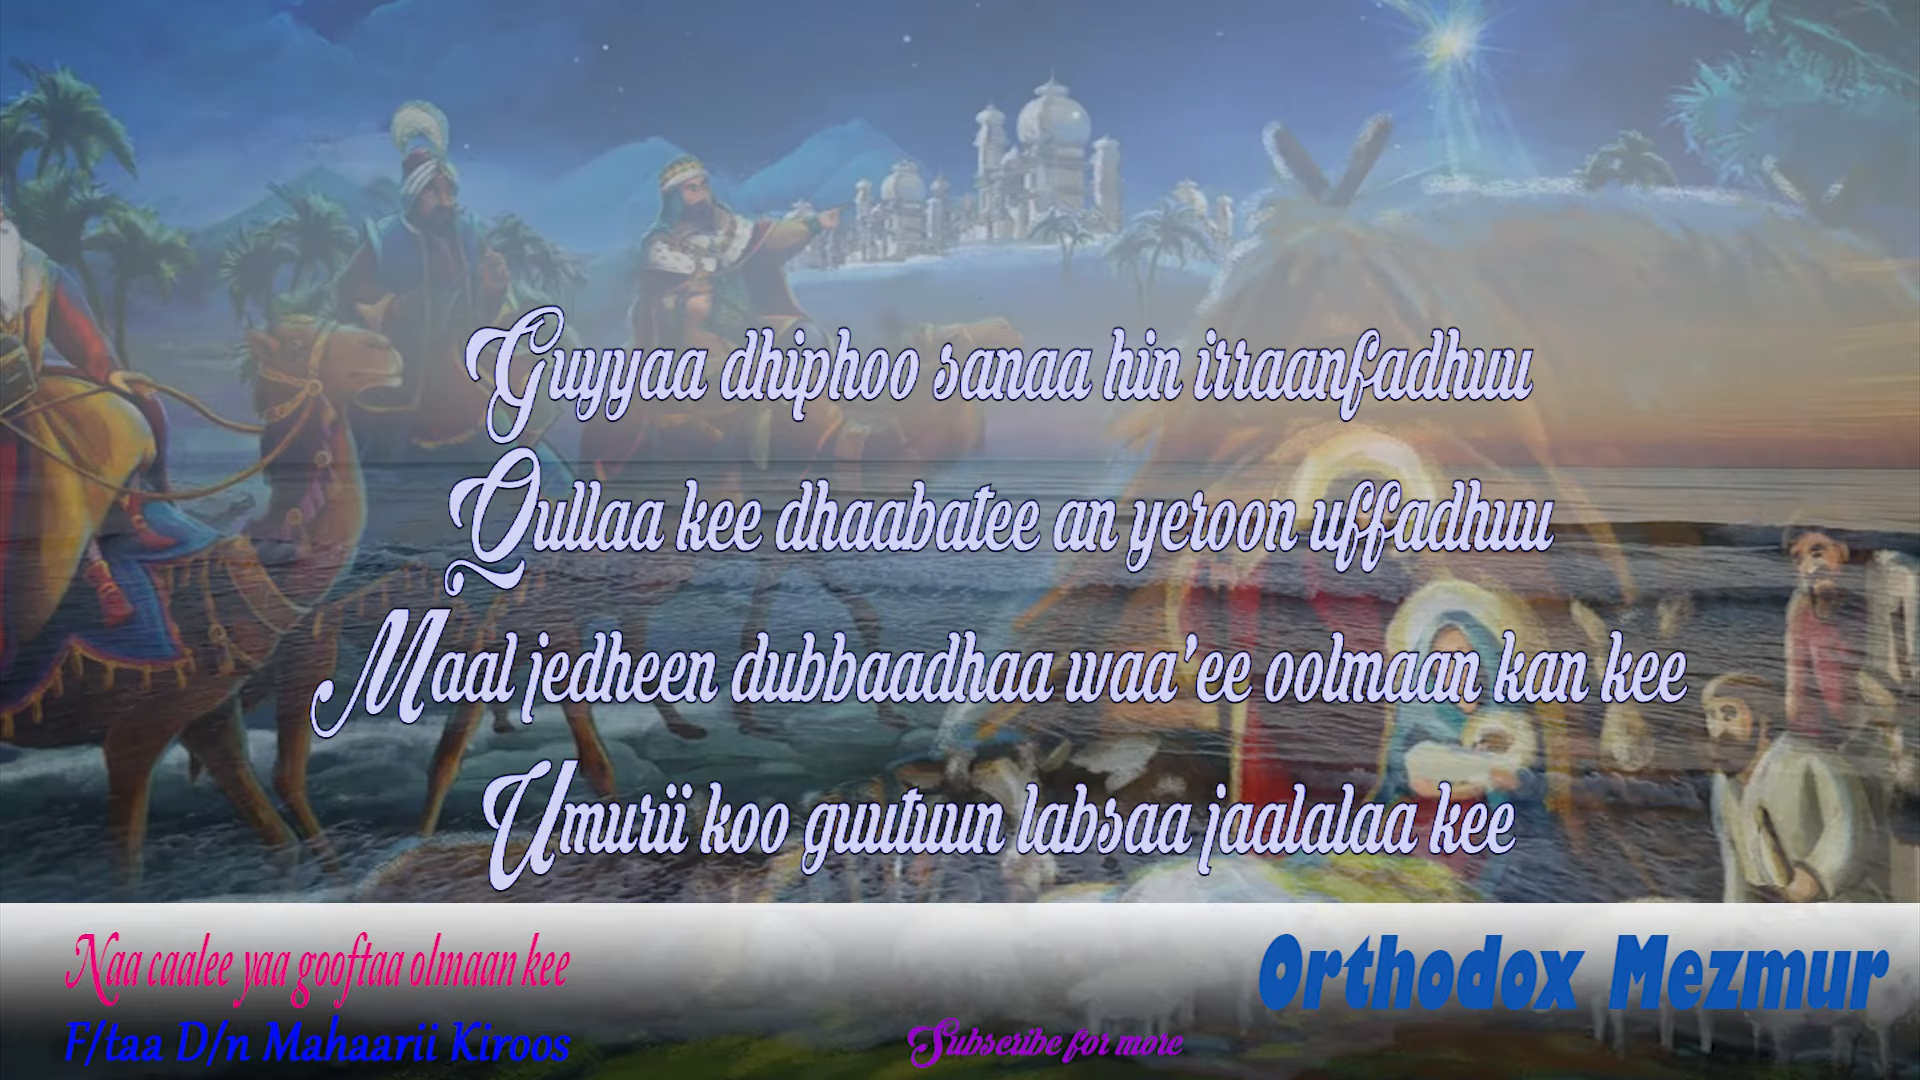 Guyyaa dhiphoo sanaa hin irraanfadhuu
Qullaa kee dhaabatee an yeroon uffadhuu
Maal jedheen dubbaadhaa waa'ee oolmaan kan kee
Umurii koo guutuun labsaa jaalalaa kee
Naa caalee yaa gooftaa olmaan kee
F/taa D/n Mahaarii Kiroos
Subscribe for more
Orthodox Mezmur